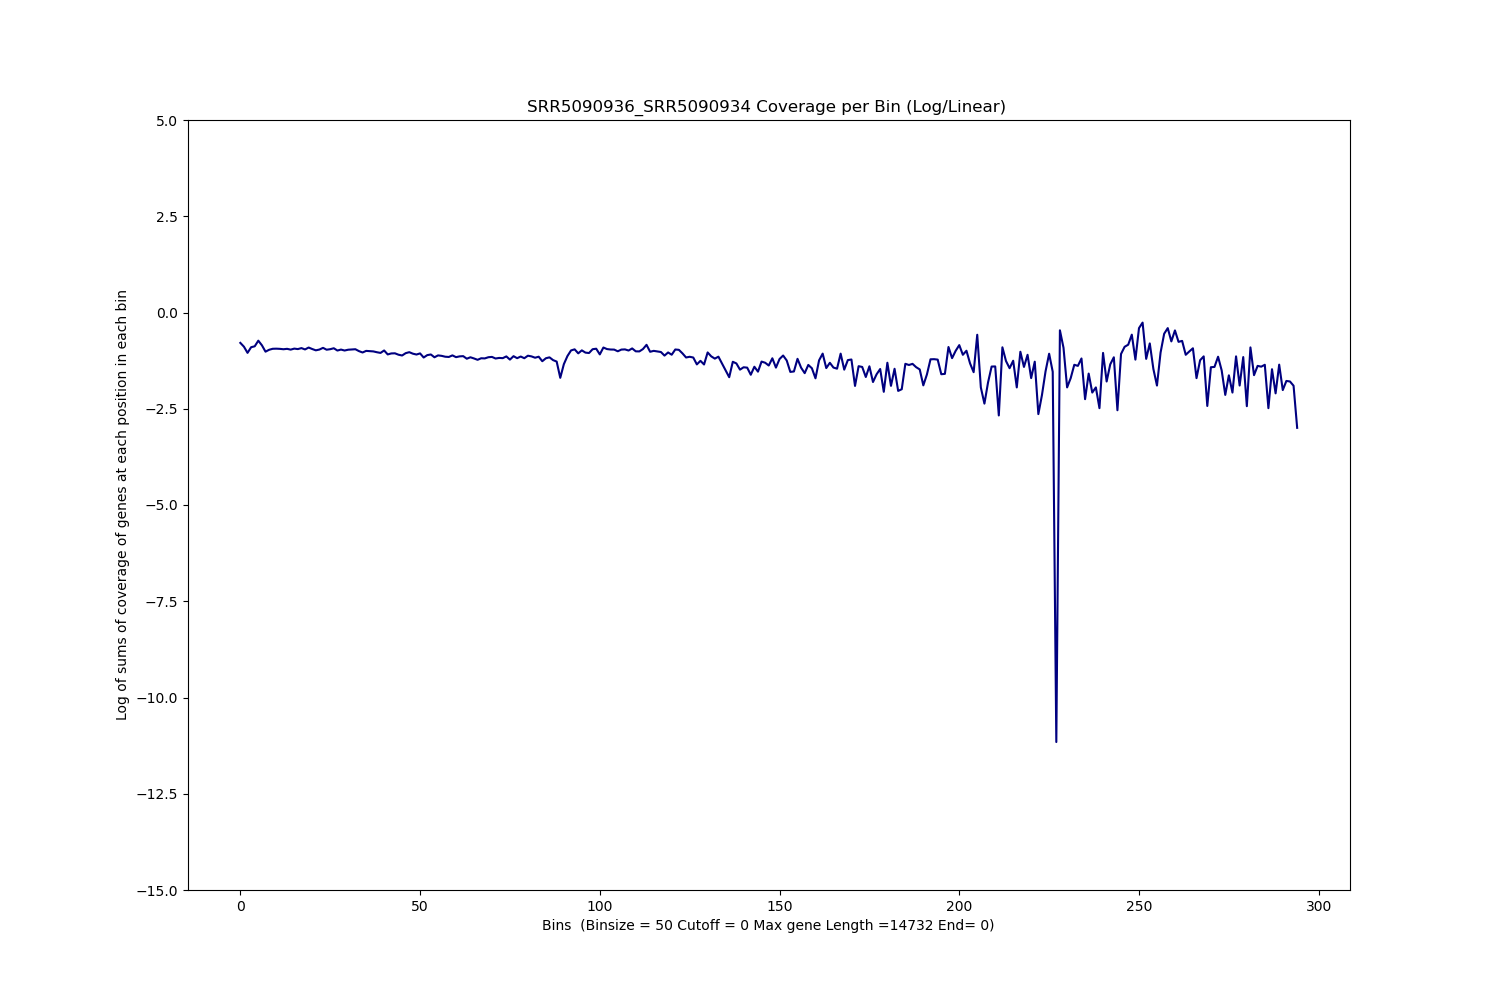 SRR5090936_SRR5090934 Coverage per Bin (Log/Linear)
5.0
2.5
0.0
−2.5
−5.0
−7.5
−10.0
−12.5
−15.0
Log of sums of coverage of genes at each position in each bin
0 50 100 150 200 250 300
Bins  (Binsize = 50 Cutoff = 0 Max gene Length =14732 End= 0)